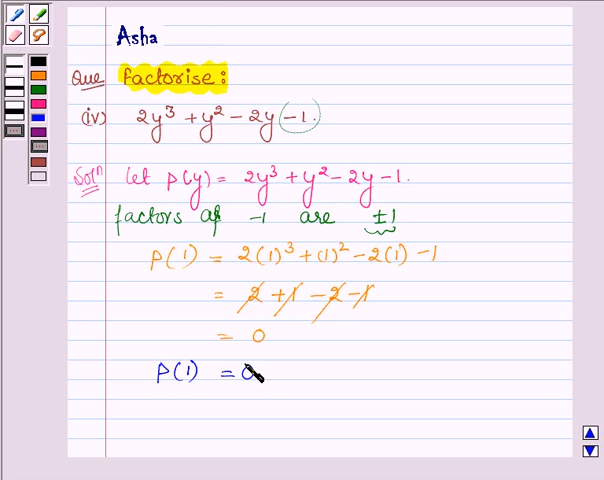 Asha
Que factorise:
(iv) 2y³ + y² - 2y - 1.
Solⁿ Let p(y) = 2y³ + y² - 2y - 1.
factors of -1 are ±1
P(1) = 2(1)³ + (1)² - 2(1) - 1
= 2 + 1 - 2 - 1
= 0
P(1) = 0